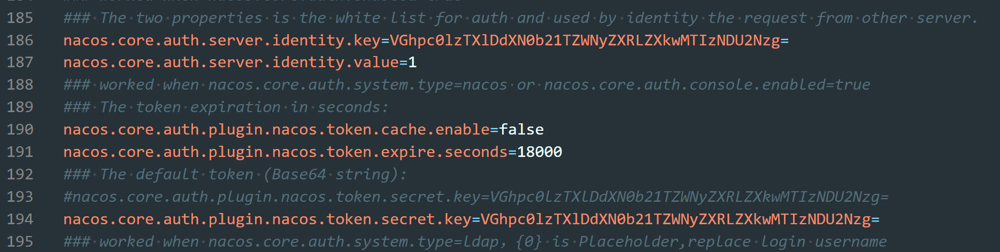 185 ### The two properties is the white list for auth and used by identity the request from other server.
186 nacos.core.auth.server.identity.key=VGhpc0lzTXlDdXN0b21TZWNyZXRLZXkwMTIzNDU2Nzg=
187 nacos.core.auth.server.identity.value=1
188 ### worked when nacos.core.auth.system.type=nacos or nacos.core.auth.console.enabled=true
189 ### The token expiration in seconds:
190 nacos.core.auth.plugin.nacos.token.cache.enable=false
191 nacos.core.auth.plugin.nacos.token.expire.seconds=18000
192 ### The default token (Base64 string):
193 #nacos.core.auth.plugin.nacos.token.secret.key=VGhpc0lzTXlDdXN0b21TZWNyZXRLZXkwMTIzNDU2Nzg=
194 nacos.core.auth.plugin.nacos.token.secret.key=VGhpc0lzTXlDdXN0b21TZWNyZXRLZXkwMTIzNDU2Nzg=
195 ### worked when nacos.core.auth.system.type=ldap，{0} is Placeholder,replace login username